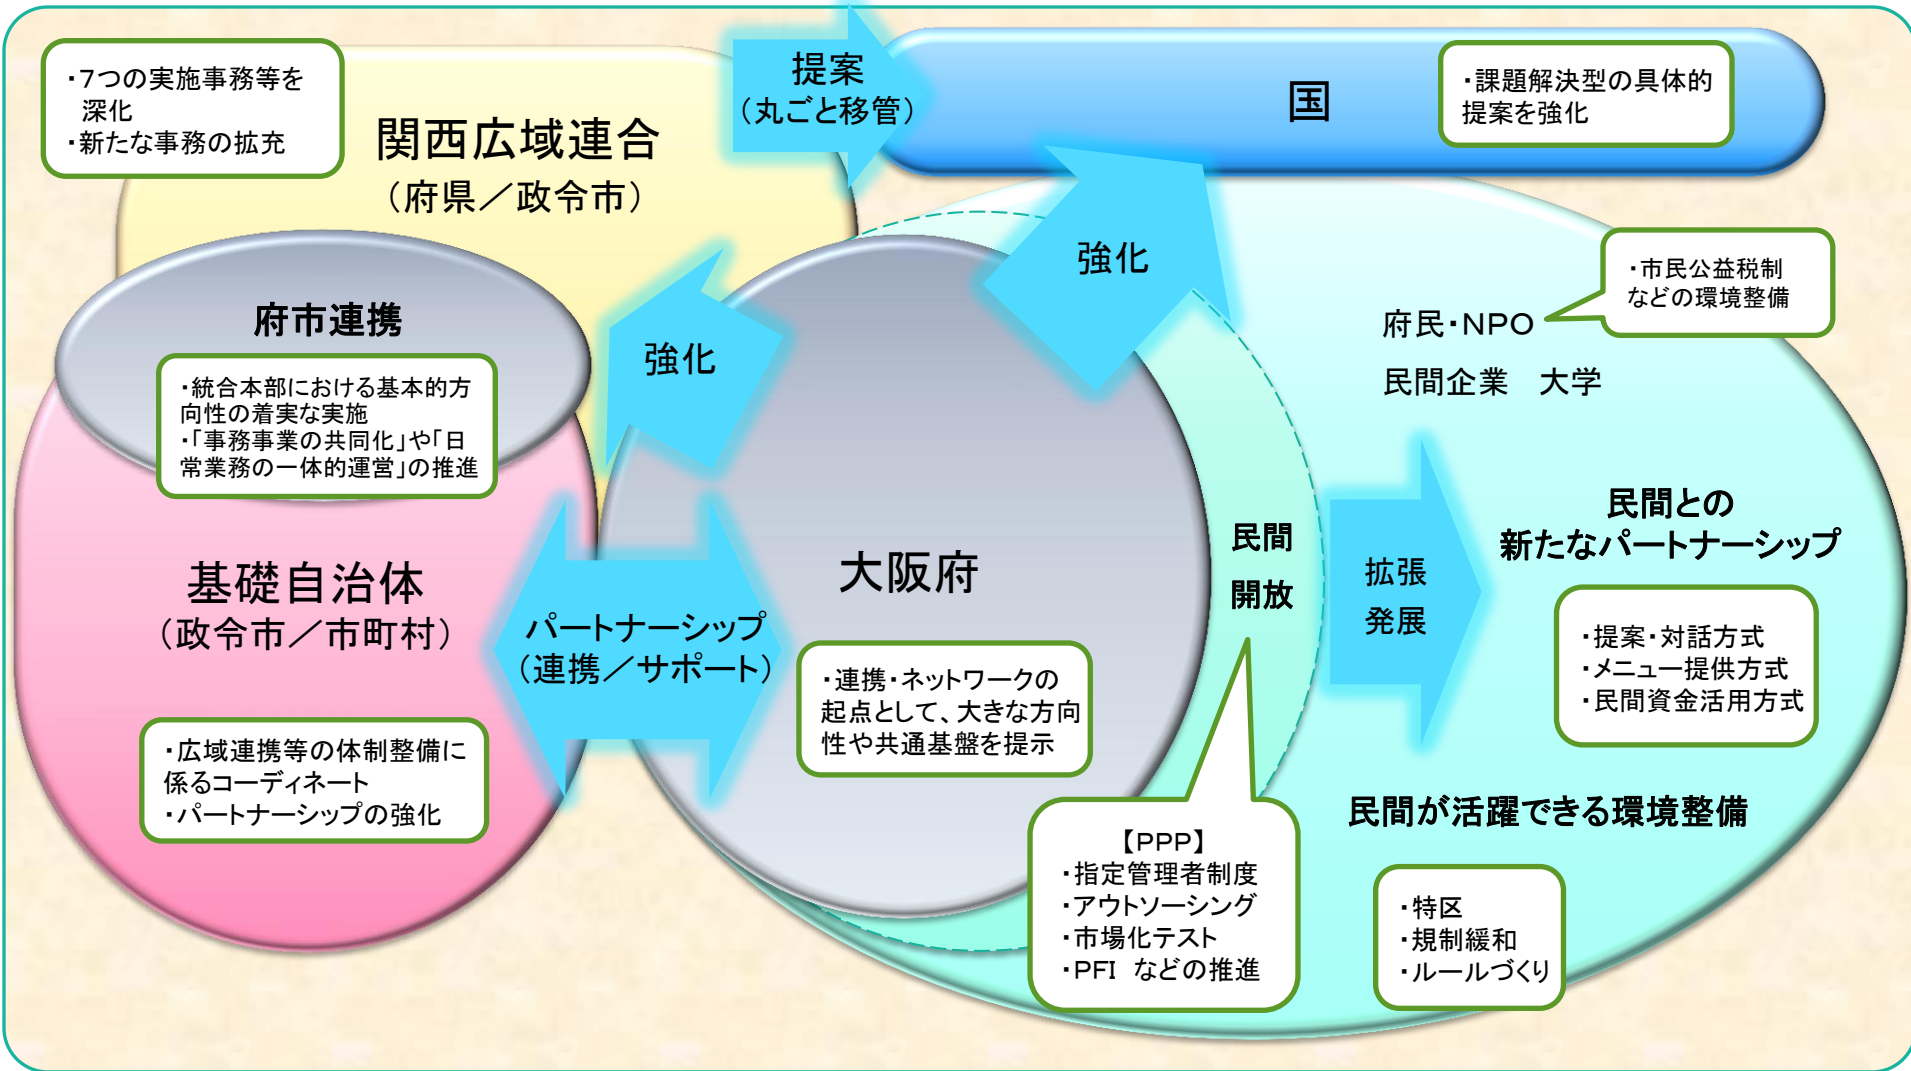 ・7つの実施事務等を
深化
・新たな事務の拡充
関西広域連合
（府県／政令市）
提案
（丸ごと移管）
国
・課題解決型の具体的
提案を強化
府市連携
・統合本部における基本的方
向性の着実な実施
・「事務事業の共同化」や「日
常業務の一体的運営」の推進
強化
強化
府民・NPO
民間企業　大学
・市民公益税制
などの環境整備
基礎自治体
（政令市／市町村）
・広域連携等の体制整備に
係るコーディネート
・パートナーシップの強化
パートナーシップ
（連携／サポート）
大阪府
・連携・ネットワークの
起点として、大きな方向
性や共通基盤を提示
民間
開放
【PPP】
・指定管理者制度
・アウトソーシング
・市場化テスト
・PFI などの推進
拡張
発展
民間との
新たなパートナーシップ
・提案・対話方式
・メニュー提供方式
・民間資金活用方式
民間が活躍できる環境整備
・特区
・規制緩和
・ルールづくり